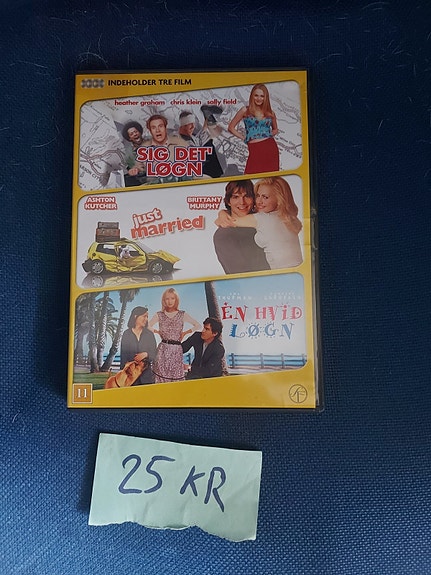 INDEHOLDER TRE FILM
heather graham chris klein sally field
SIG DET'
LØGN
ASHTON
KUTCHER
BRITTANY
MURPHY
just
married
ÉN HVID
LØGN
11
25 KR